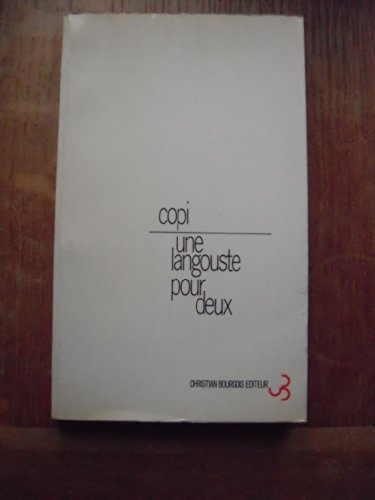 copi
une
langouste
pour
deux
CHRISTIAN BOURGOIS EDITEUR